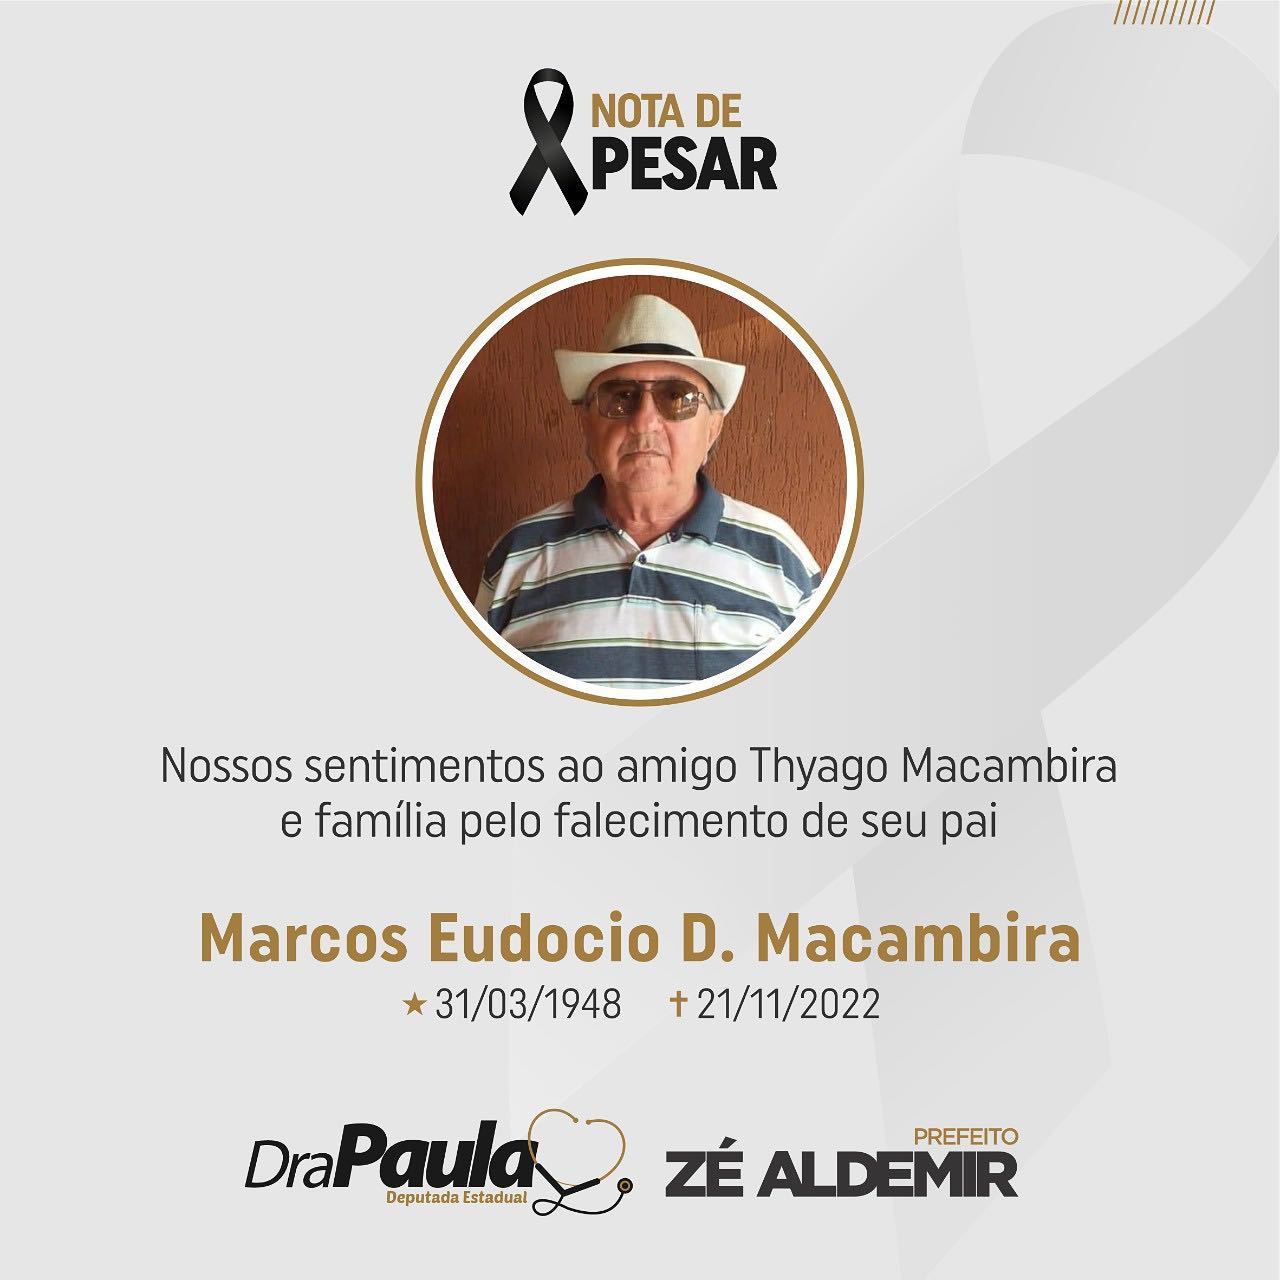 NOTA DE
PESAR
Nossos sentimentos ao amigo Thyago Macambira
e família pelo falecimento de seu pai
Marcos Eudocio D. Macambira
★ 31/03/1948 ✝ 21/11/2022
DraPaula
Deputada Estadual
PREFEITO
ZÉ ALDEMIR